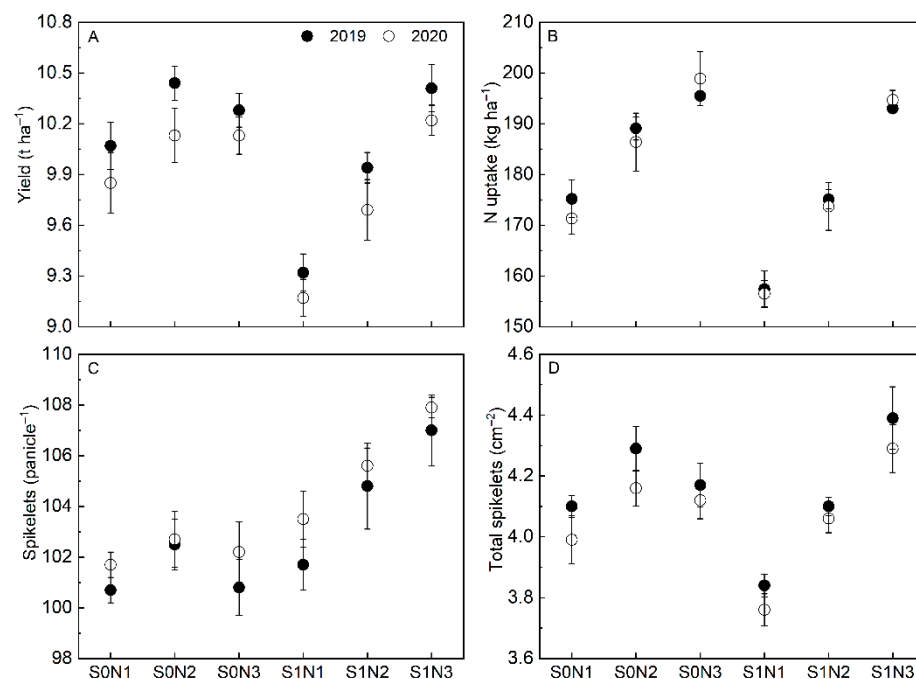 A
2019 2020
Yield (t ha⁻¹)
10.8
10.5
10.2
9.9
9.6
9.3
9.0
B
N uptake (kg ha⁻¹)
210
200
190
180
170
160
150
C
Spikelets (panicle⁻¹)
110
108
106
104
102
100
98
S0N1 S0N2 S0N3 S1N1 S1N2 S1N3
D
Total spikelets (cm⁻²)
4.6
4.4
4.2
4.0
3.8
3.6
S0N1 S0N2 S0N3 S1N1 S1N2 S1N3